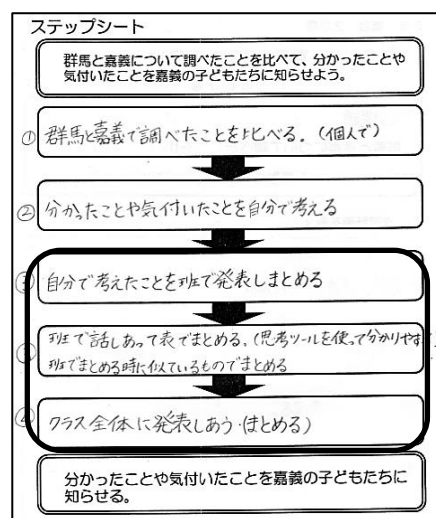 ステップシート
群馬と嘉義について調べたことを比べて、分かったことや
気付いたことを嘉義の子どもたちに知らせよう。
① 群馬と嘉義で調べたことを比べる。(個人で)
② 分かったことや気付いたことを自分で考える
③ 自分で考えたことを班で発表しまとめる
班で話しあって表でまとめる。(思考ツールを使って分かりやす
班でまとめる時に似ているものでまとめる
クラス全体に発表しあう・(まとめる)
分かったことや気付いたことを嘉義の子どもたちに
知らせる。